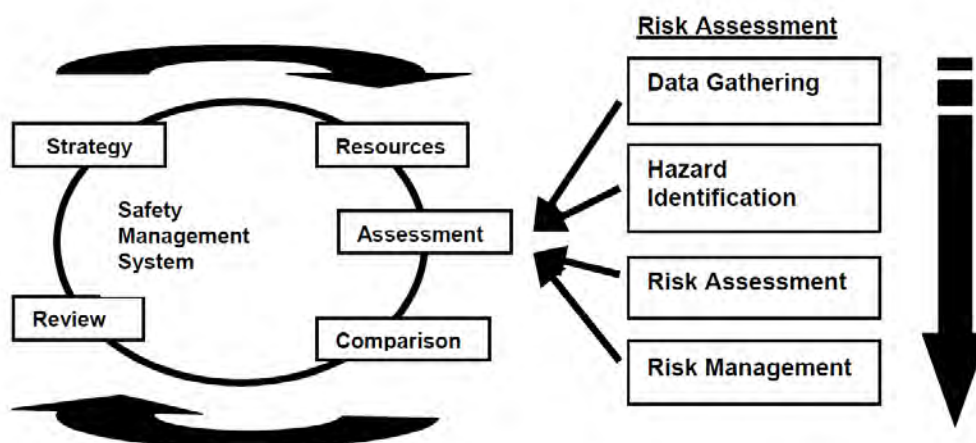 Strategy
Resources
Safety
Management
System
Assessment
Review
Comparison
Risk Assessment
Data Gathering
Hazard
Identification
Risk Assessment
Risk Management